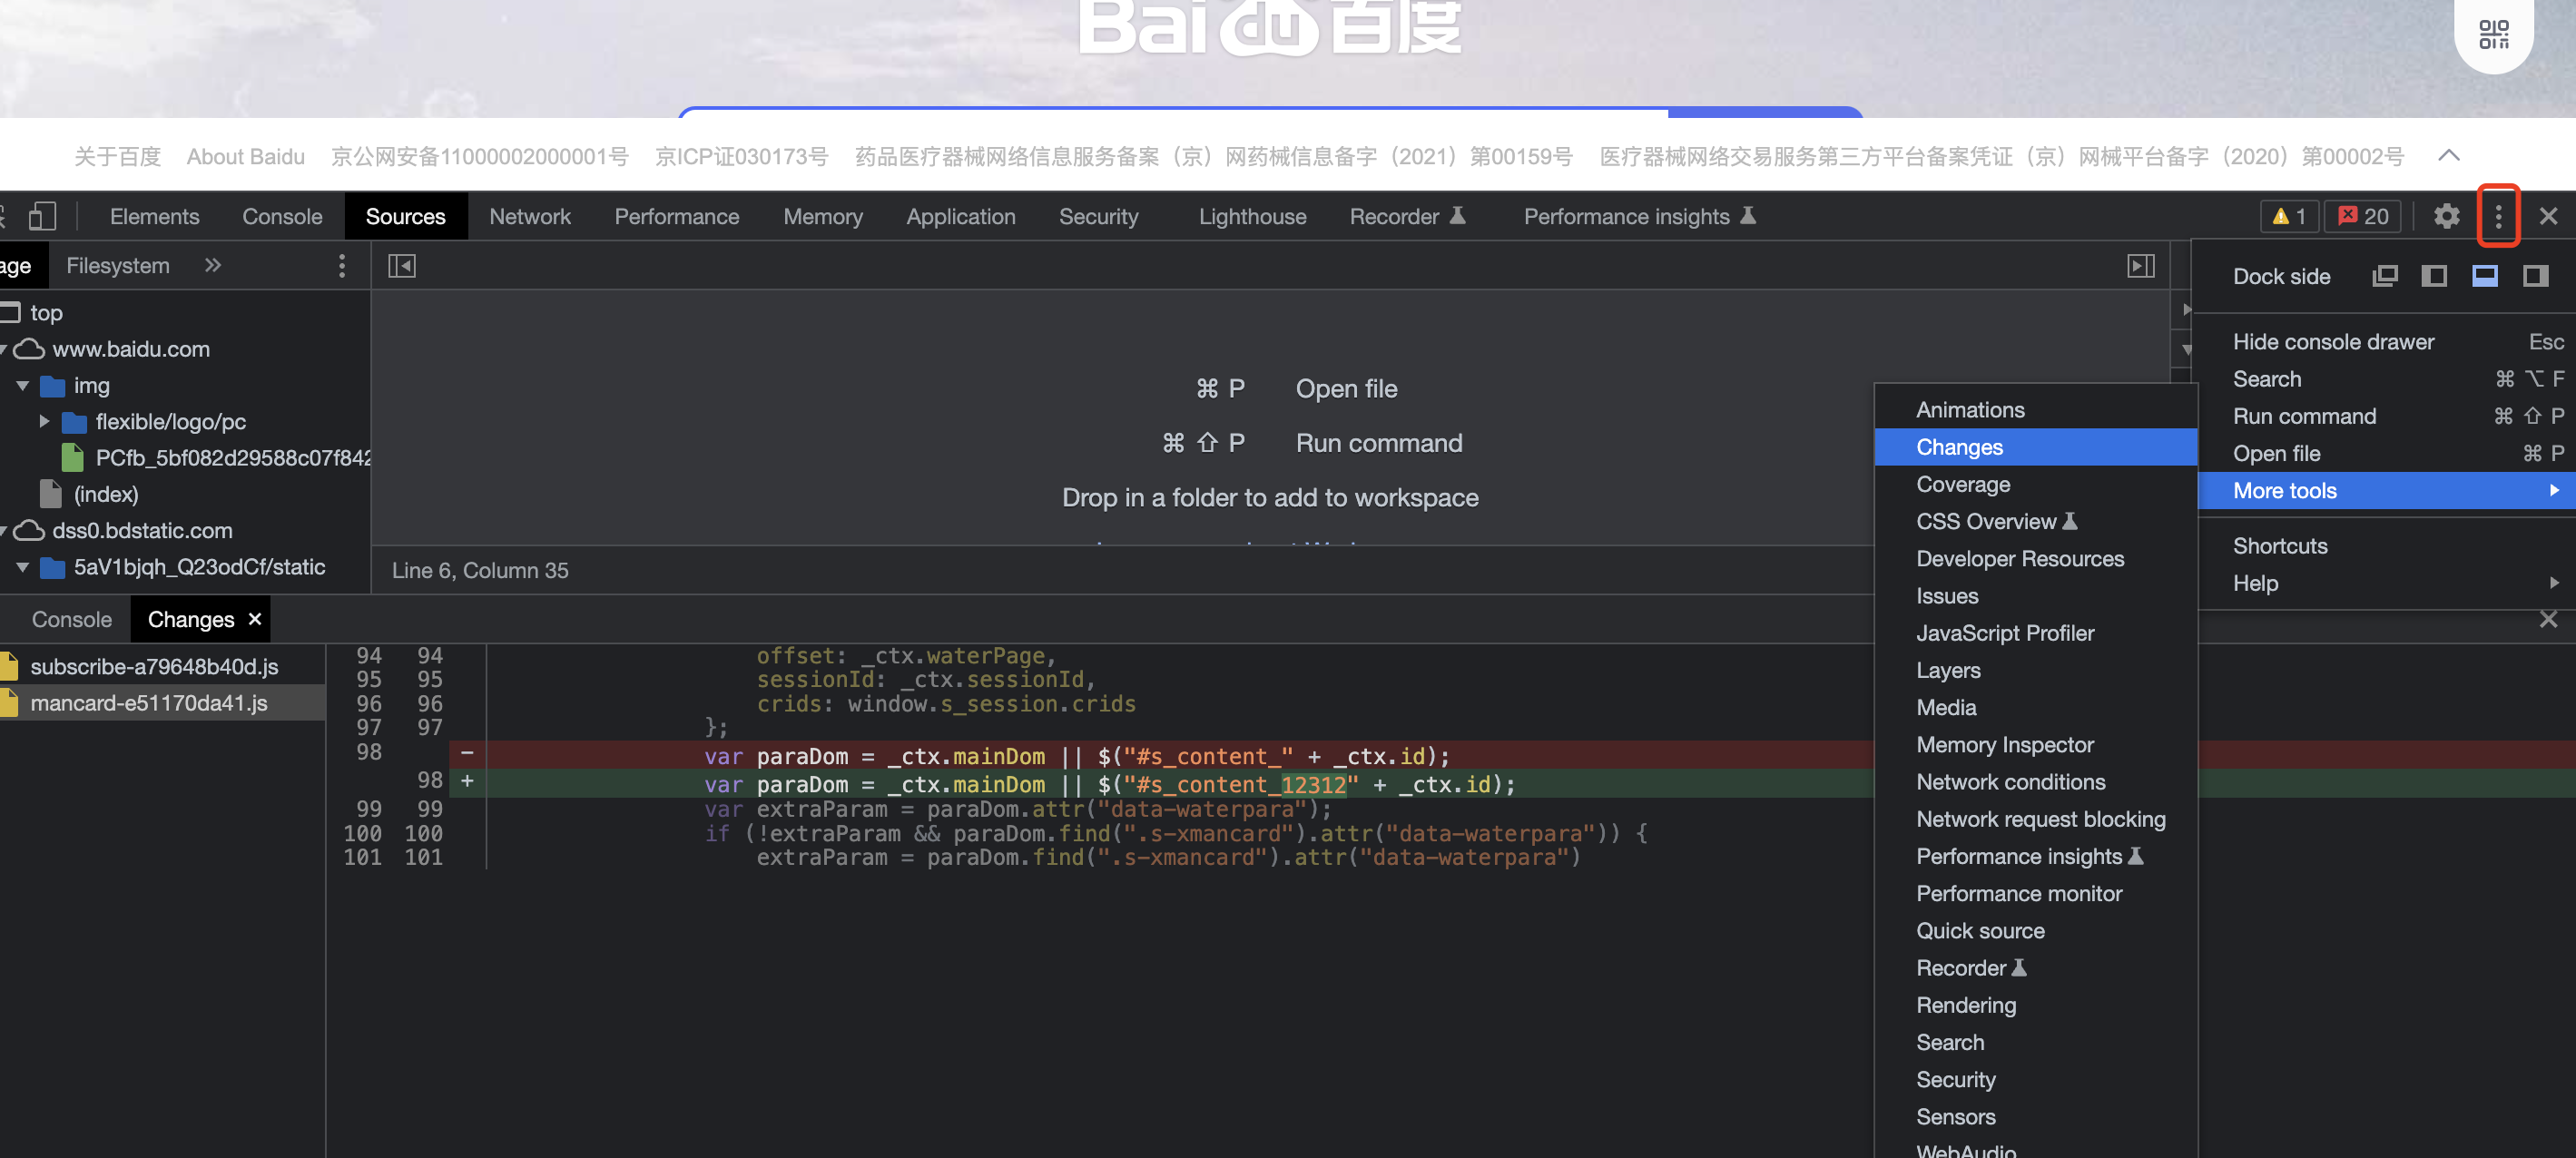 Bai du 百度
关于百度 About Baidu 京公网安备11000002000001号 京ICP证030173号 药品医疗器械网络信息服务备案（京）网药械信息备字（2021）第00159号 医疗器械网络交易服务第三方平台备案凭证（京）网械平台备字（2020）第00002号
Elements Console Sources Network Performance Memory Application Security Lighthouse Recorder Performance insights 1 20
age Filesystem »
top
www.baidu.com
img
flexible/logo/pc
PCfb_5bf082d29588c07f842
(index)
dss0.bdstatic.com
5aV1bjqh_Q23odCf/static
⌘ P Open file
⌘ ⇧ P Run command
Drop in a folder to add to workspace
Line 6, Column 35
Dock side
Hide console drawer Esc
Search ⌘ ⌥ F
Run command ⌘ ⇧ P
Open file ⌘ P
More tools
Shortcuts
Help
Animations
Changes
Coverage
CSS Overview
Developer Resources
Issues
JavaScript Profiler
Layers
Media
Memory Inspector
Network conditions
Network request blocking
Performance insights
Performance monitor
Quick source
Recorder
Rendering
Search
Security
Sensors
WebAudio
Console Changes ×
subscribe-a79648b40d.js
mancard-e51170da41.js
94 94 offset: _ctx.waterPage,
95 95 sessionId: _ctx.sessionId,
96 96 crids: window.s_session.crids
97 97 };
98 - var paraDom = _ctx.mainDom || $("#s_content_" + _ctx.id);
98 + var paraDom = _ctx.mainDom || $("#s_content_12312" + _ctx.id);
99 99 var extraParam = paraDom.attr("data-waterpara");
100 100 if (!extraParam && paraDom.find(".s-xmancard").attr("data-waterpara")) {
101 101 extraParam = paraDom.find(".s-xmancard").attr("data-waterpara")